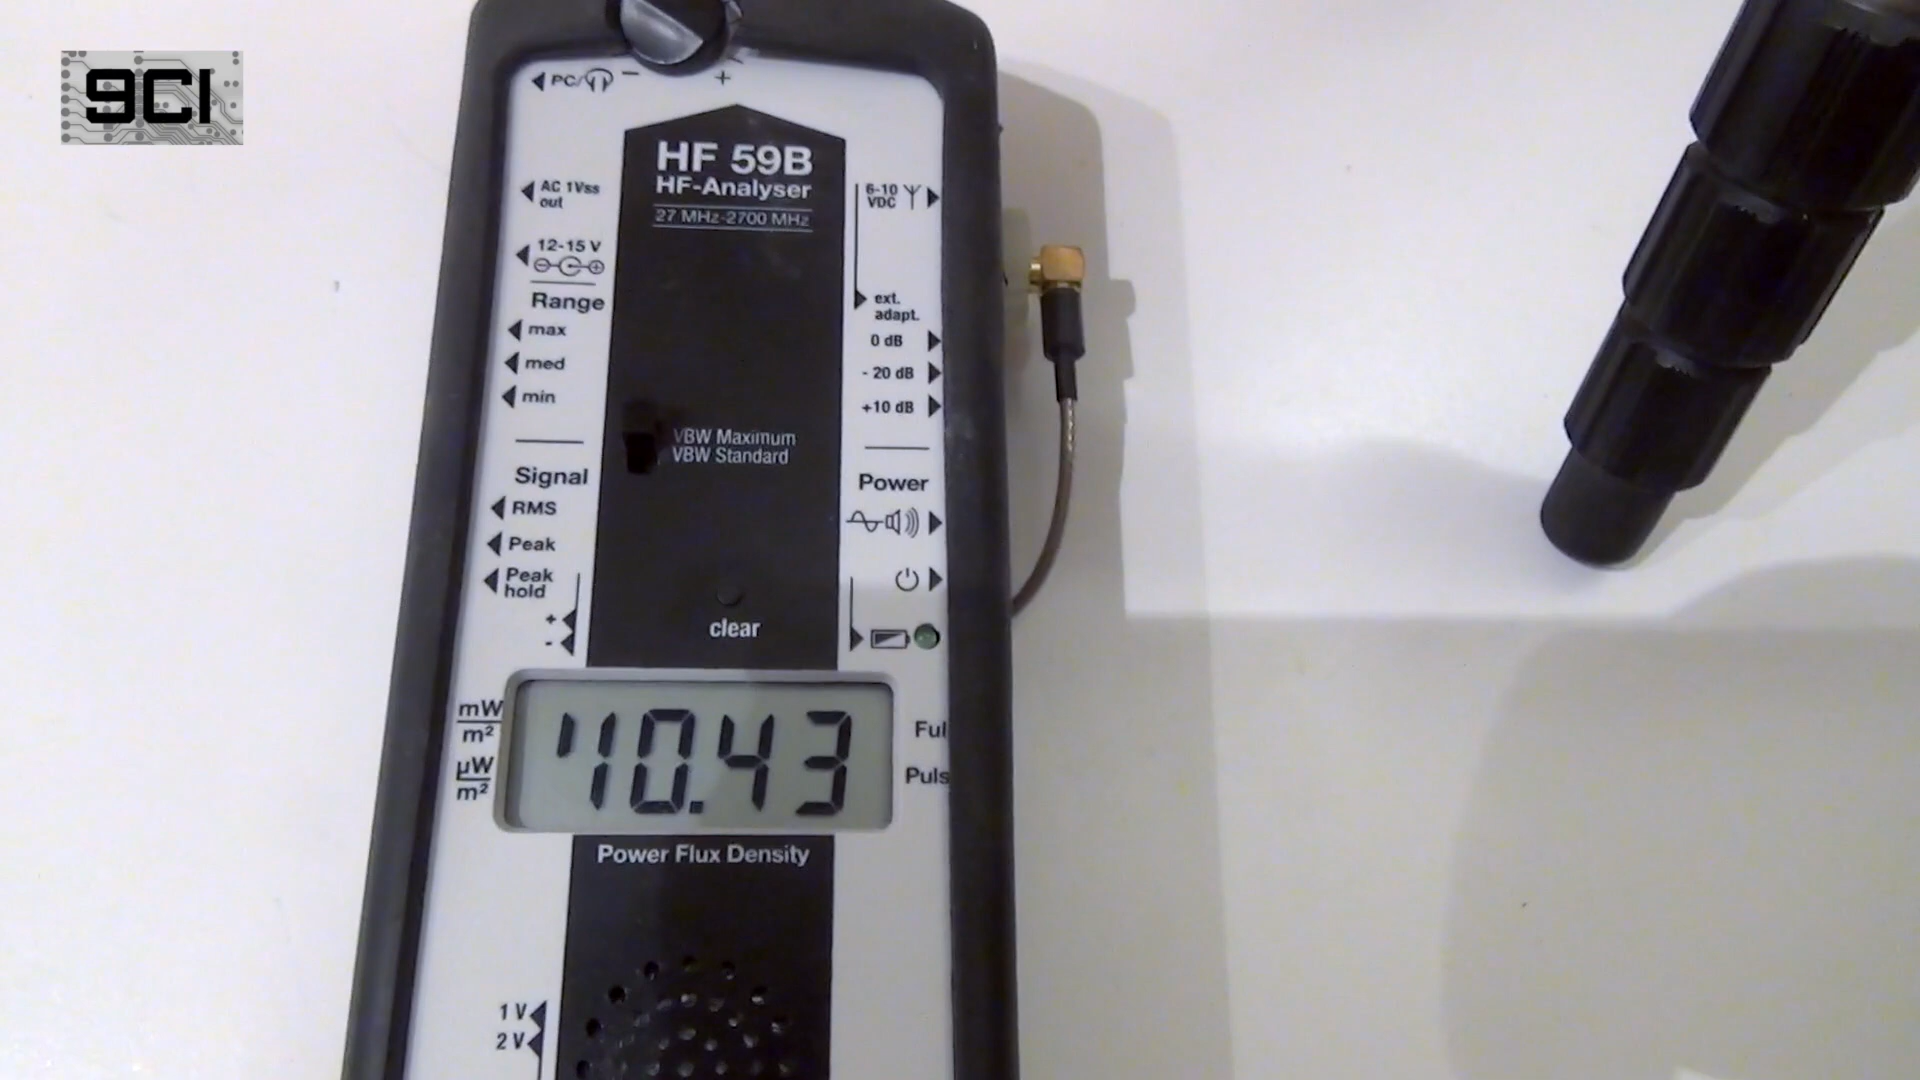 9CI
PC/
− +
HF 59B
HF-Analyser
27 MHz-2700 MHz
AC 1Vss
out
12-15 V
Range
max
med
min
6-10
VDC
ext.
adapt.
0 dB
- 20 dB
+10 dB
VBW Maximum
VBW Standard
Signal
RMS
Peak
Peak
hold
+
-
Power
clear
mW
m²
µW
m²
10.43
Ful
Puls
Power Flux Density
1 V
2 V